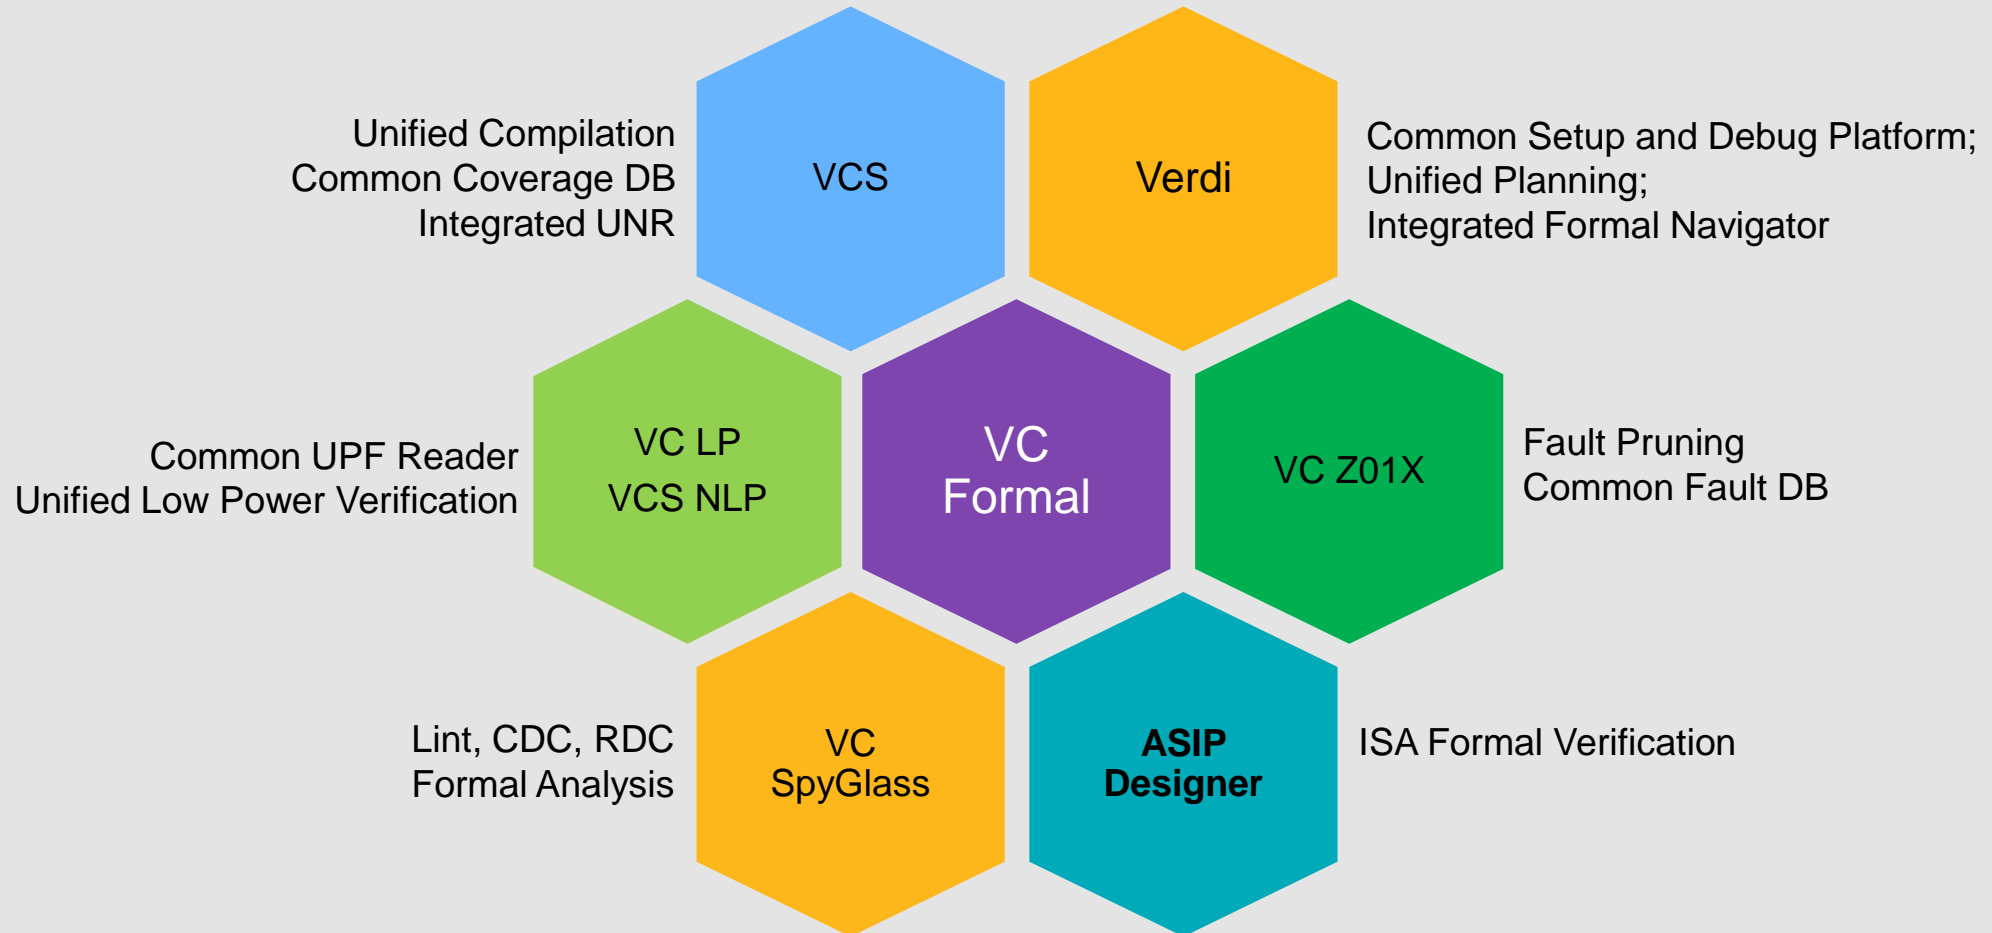 Unified Compilation
Common Coverage DB
Integrated UNR
VCS
Verdi
Common Setup and Debug Platform;
Unified Planning;
Integrated Formal Navigator
Common UPF Reader
Unified Low Power Verification
VC LP
VCS NLP
VC
Formal
VC Z01X
Fault Pruning
Common Fault DB
Lint, CDC, RDC
Formal Analysis
VC
SpyGlass
ASIP
Designer
ISA Formal Verification